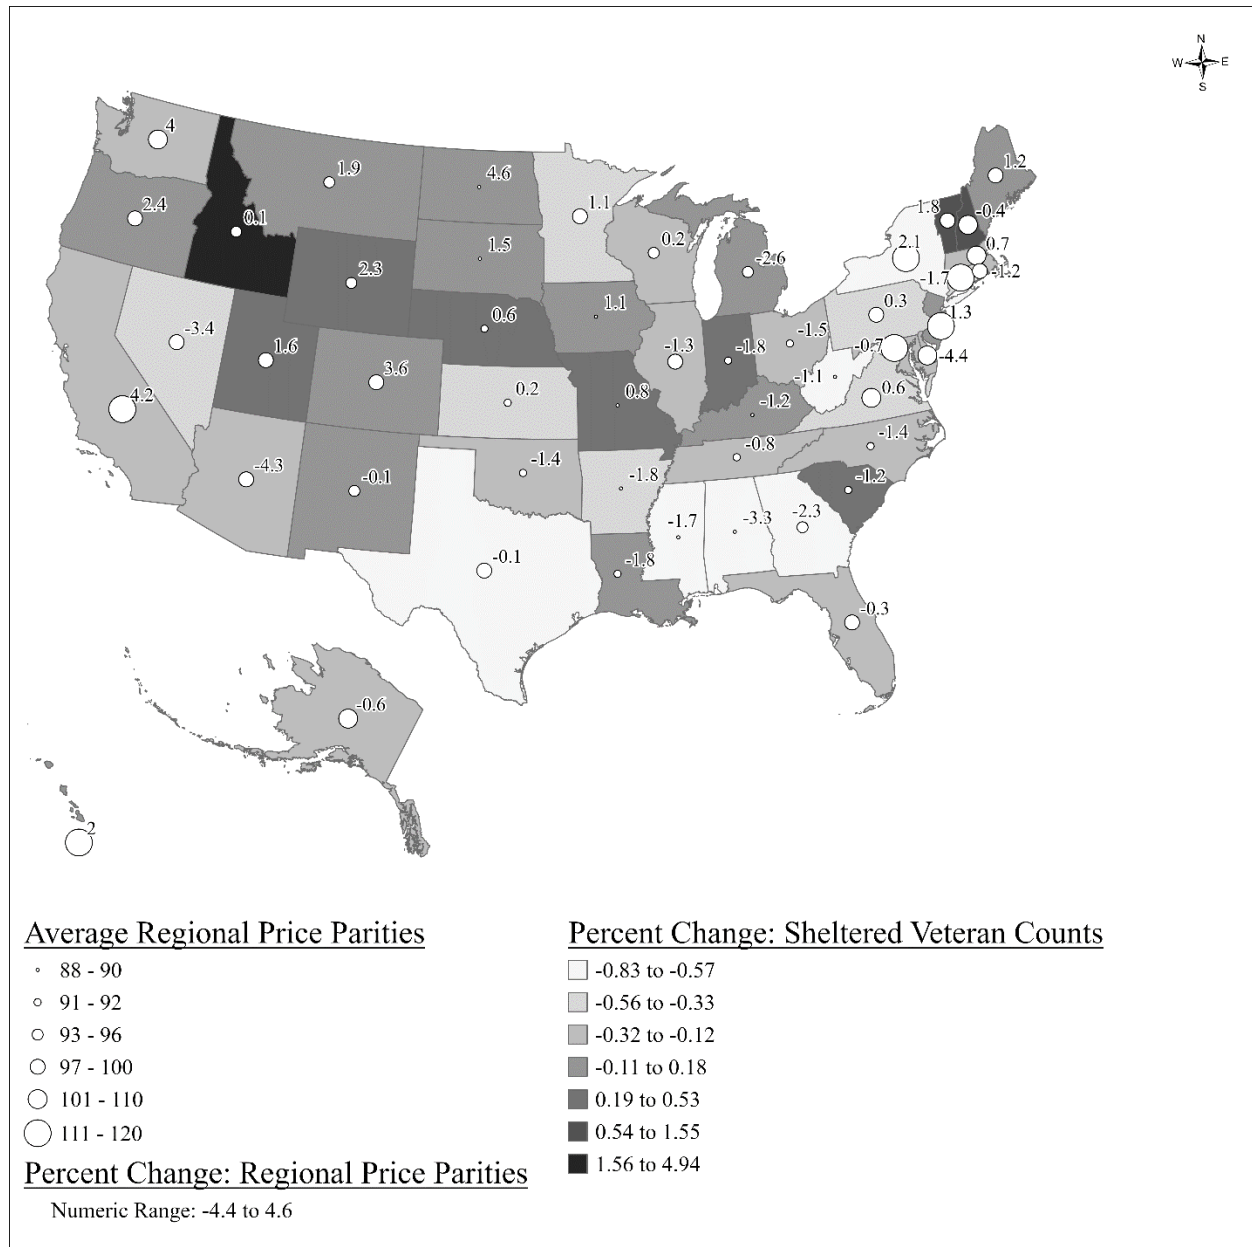 N
W E
S
4
1.9
4.6
1.2
2.4
0.1
1.1
1.8
-0.4
1.5
0.2
2.1
0.7
2.3
-2.6
-1.7
-1.2
-3.4
0.6
1.1
0.3
1.3
1.6
-1.3
-1.8
-1.5
-0.7
-4.4
4.2
3.6
0.2
0.8
-1.1
0.6
-1.2
-4.3
-0.1
-1.4
-0.8
-1.4
-1.8
-1.2
-0.1
-1.7
-3.3
-2.3
-1.8
-0.3
-0.6
2
Average Regional Price Parities
88 - 90
91 - 92
93 - 96
97 - 100
101 - 110
111 - 120
Percent Change: Regional Price Parities
Numeric Range: -4.4 to 4.6
Percent Change: Sheltered Veteran Counts
-0.83 to -0.57
-0.56 to -0.33
-0.32 to -0.12
-0.11 to 0.18
0.19 to 0.53
0.54 to 1.55
1.56 to 4.94